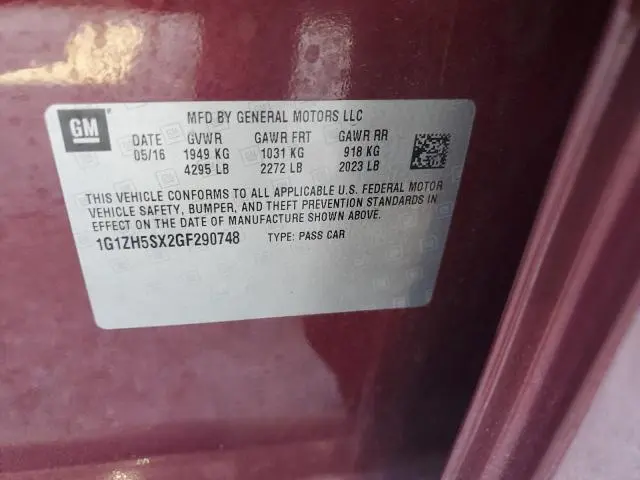 GM
MFD BY GENERAL MOTORS LLC
DATE GVWR GAWR FRT GAWR RR
05/16 1949 KG 1031 KG 918 KG
4295 LB 2272 LB 2023 LB
THIS VEHICLE CONFORMS TO ALL APPLICABLE U.S. FEDERAL MOTOR
VEHICLE SAFETY, BUMPER, AND THEFT PREVENTION STANDARDS IN
EFFECT ON THE DATE OF MANUFACTURE SHOWN ABOVE.
1G1ZH5SX2GF290748 TYPE: PASS CAR